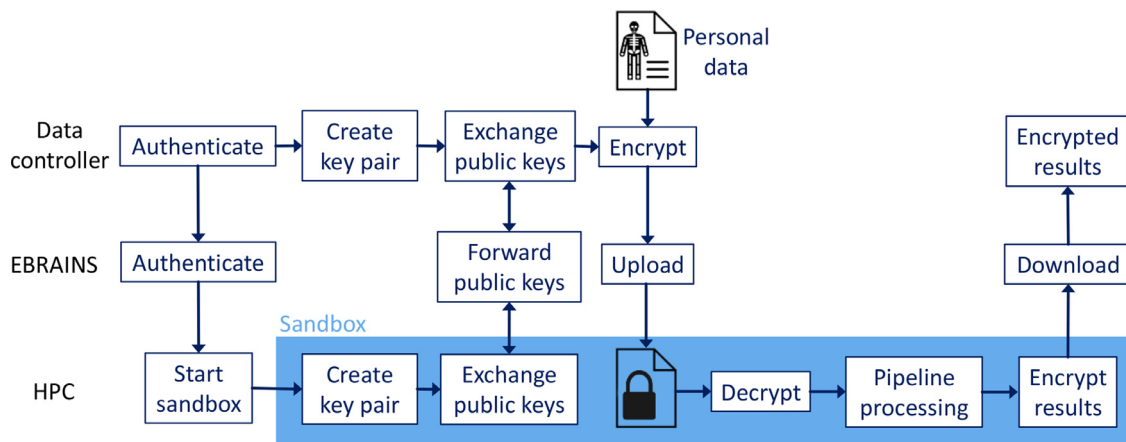 Personal
data
Data
controller
Authenticate
Create
key pair
Exchange
public keys
Encrypt
Encrypted
results
EBRAINS
Authenticate
Forward
public keys
Upload
Download
Sandbox
HPC
Start
sandbox
Create
key pair
Exchange
public keys
Decrypt
Pipeline
processing
Encrypt
results